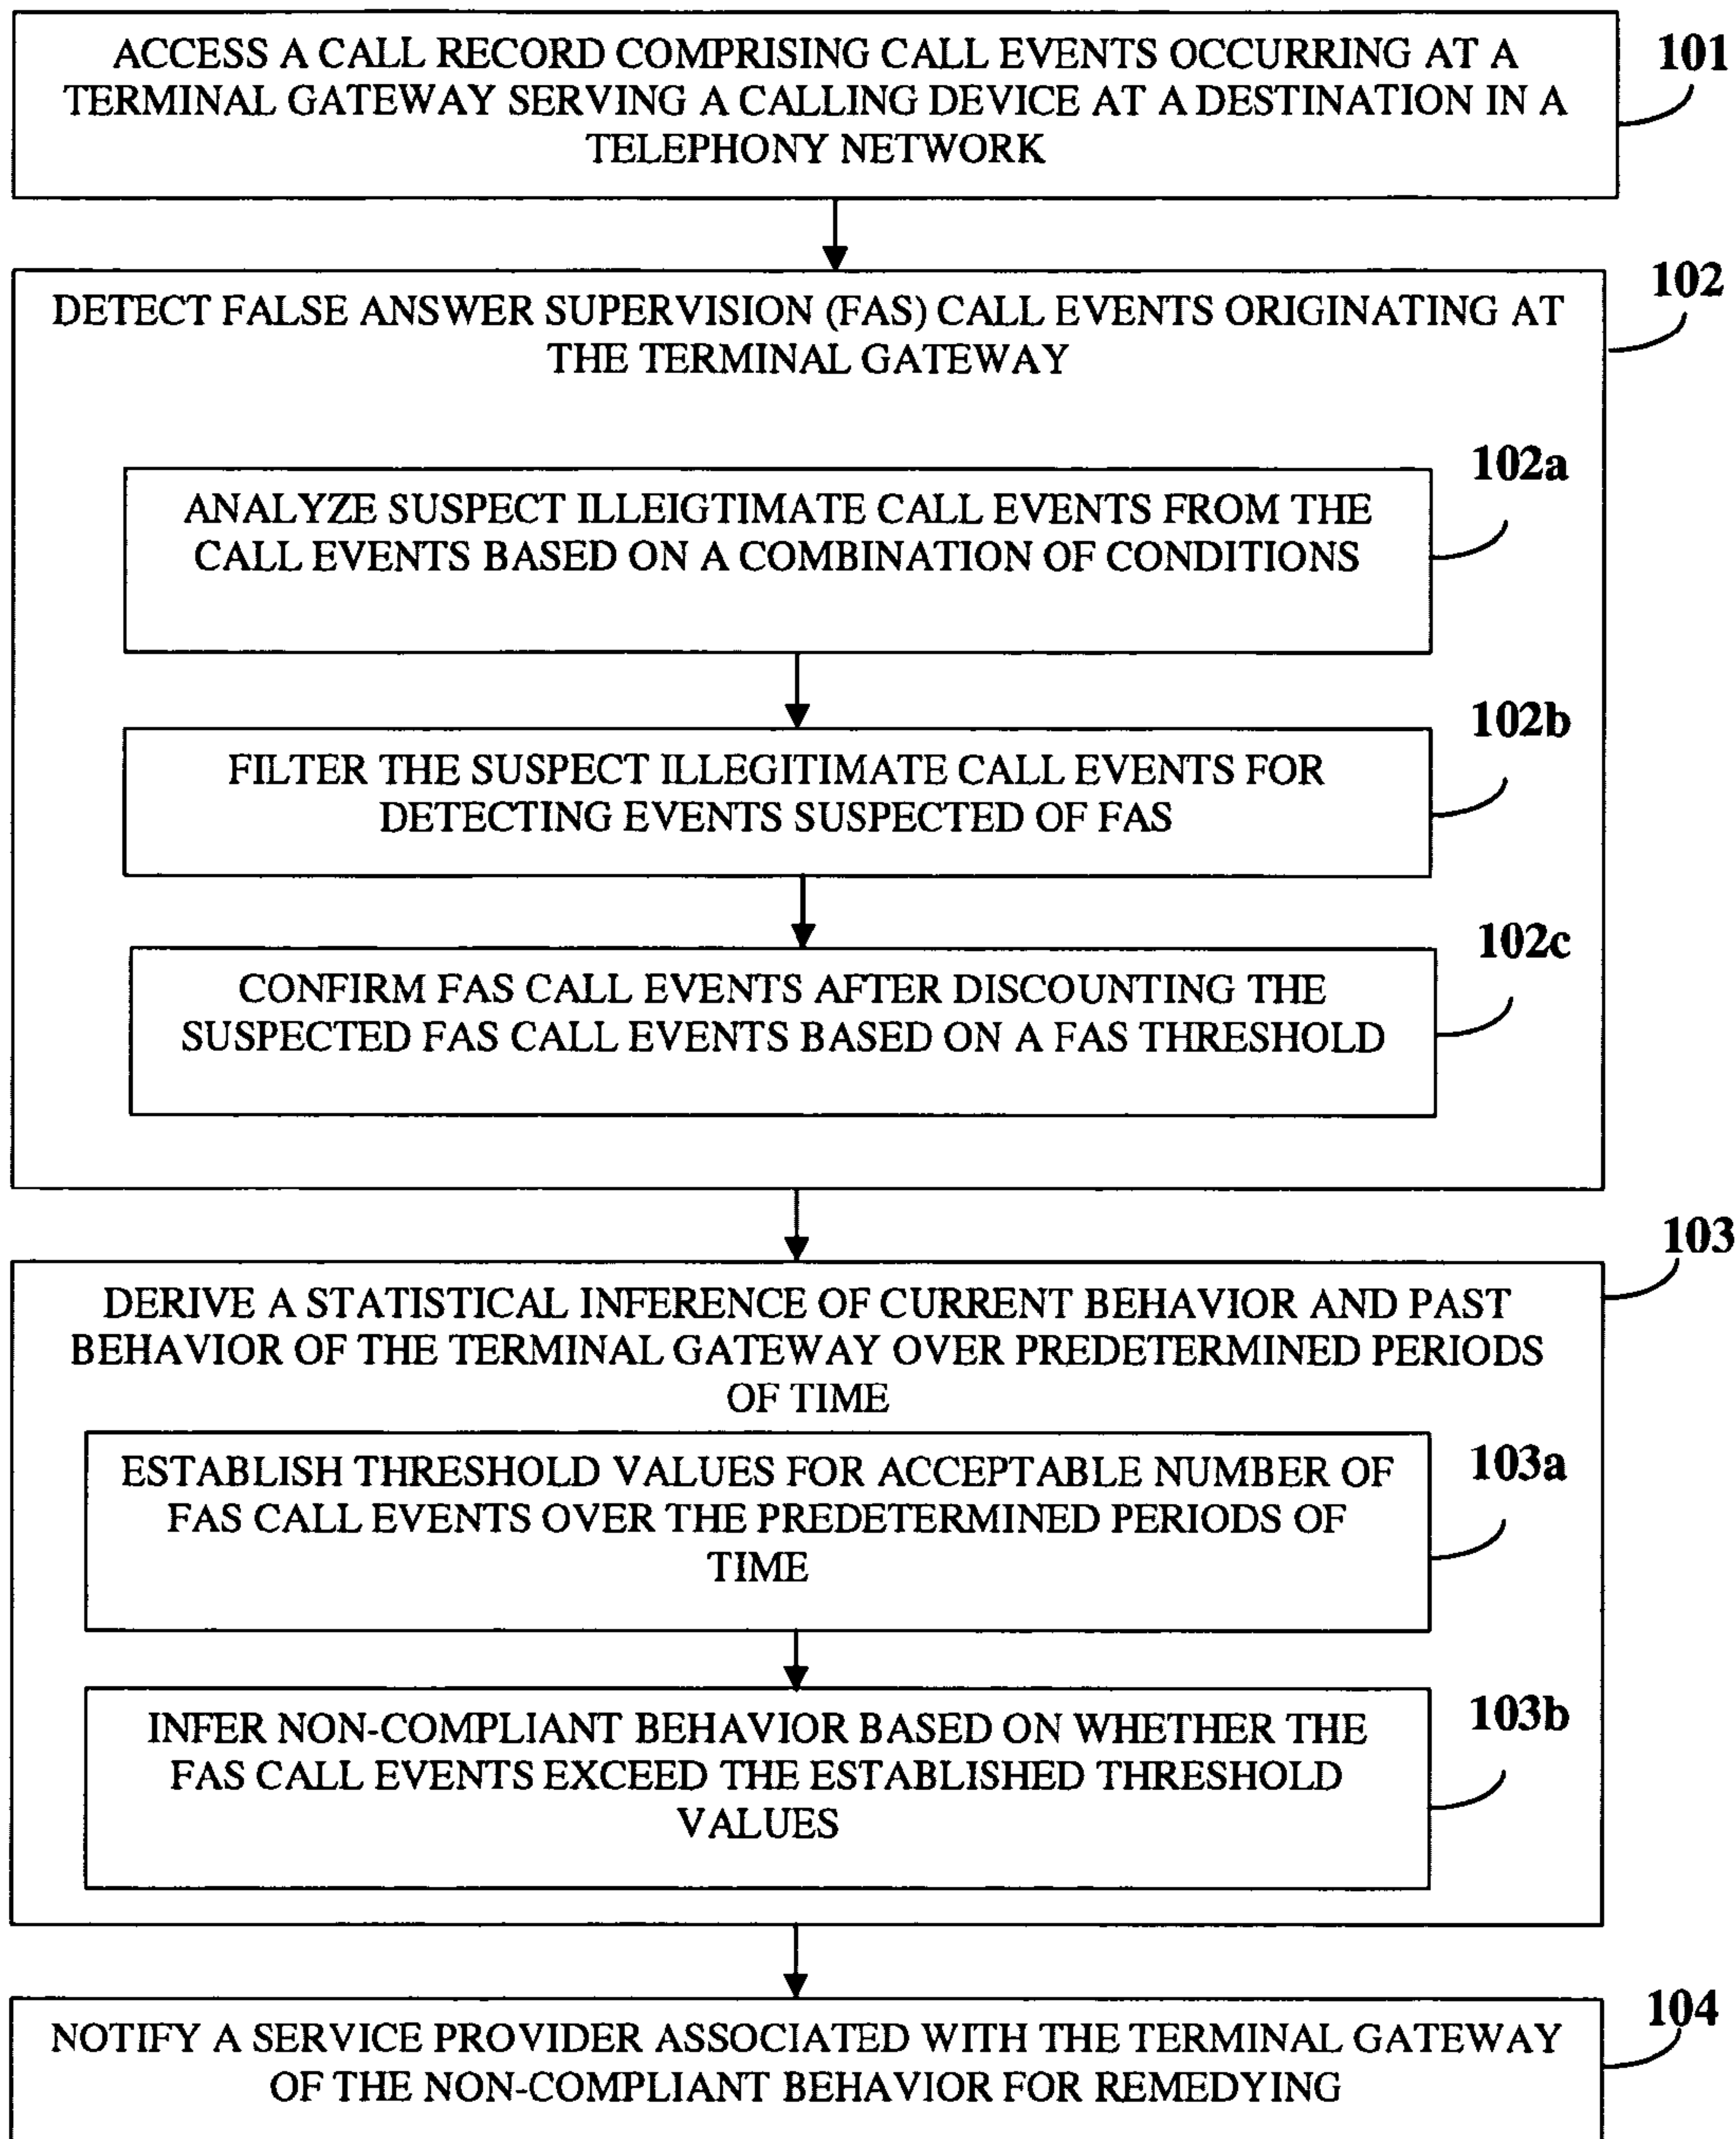 ACCESS A CALL RECORD COMPRISING CALL EVENTS OCCURRING AT A
TERMINAL GATEWAY SERVING A CALLING DEVICE AT A DESTINATION IN A
TELEPHONY NETWORK
101
DETECT FALSE ANSWER SUPERVISION (FAS) CALL EVENTS ORIGINATING AT
THE TERMINAL GATEWAY
102
ANALYZE SUSPECT ILLEIGTIMATE CALL EVENTS FROM THE
CALL EVENTS BASED ON A COMBINATION OF CONDITIONS
102a
FILTER THE SUSPECT ILLEGITIMATE CALL EVENTS FOR
DETECTING EVENTS SUSPECTED OF FAS
102b
CONFIRM FAS CALL EVENTS AFTER DISCOUNTING THE
SUSPECTED FAS CALL EVENTS BASED ON A FAS THRESHOLD
102c
DERIVE A STATISTICAL INFERENCE OF CURRENT BEHAVIOR AND PAST
BEHAVIOR OF THE TERMINAL GATEWAY OVER PREDETERMINED PERIODS
OF TIME
103
ESTABLISH THRESHOLD VALUES FOR ACCEPTABLE NUMBER OF
FAS CALL EVENTS OVER THE PREDETERMINED PERIODS OF
TIME
103a
INFER NON-COMPLIANT BEHAVIOR BASED ON WHETHER THE
FAS CALL EVENTS EXCEED THE ESTABLISHED THRESHOLD
VALUES
103b
NOTIFY A SERVICE PROVIDER ASSOCIATED WITH THE TERMINAL GATEWAY
OF THE NON-COMPLIANT BEHAVIOR FOR REMEDYING
104